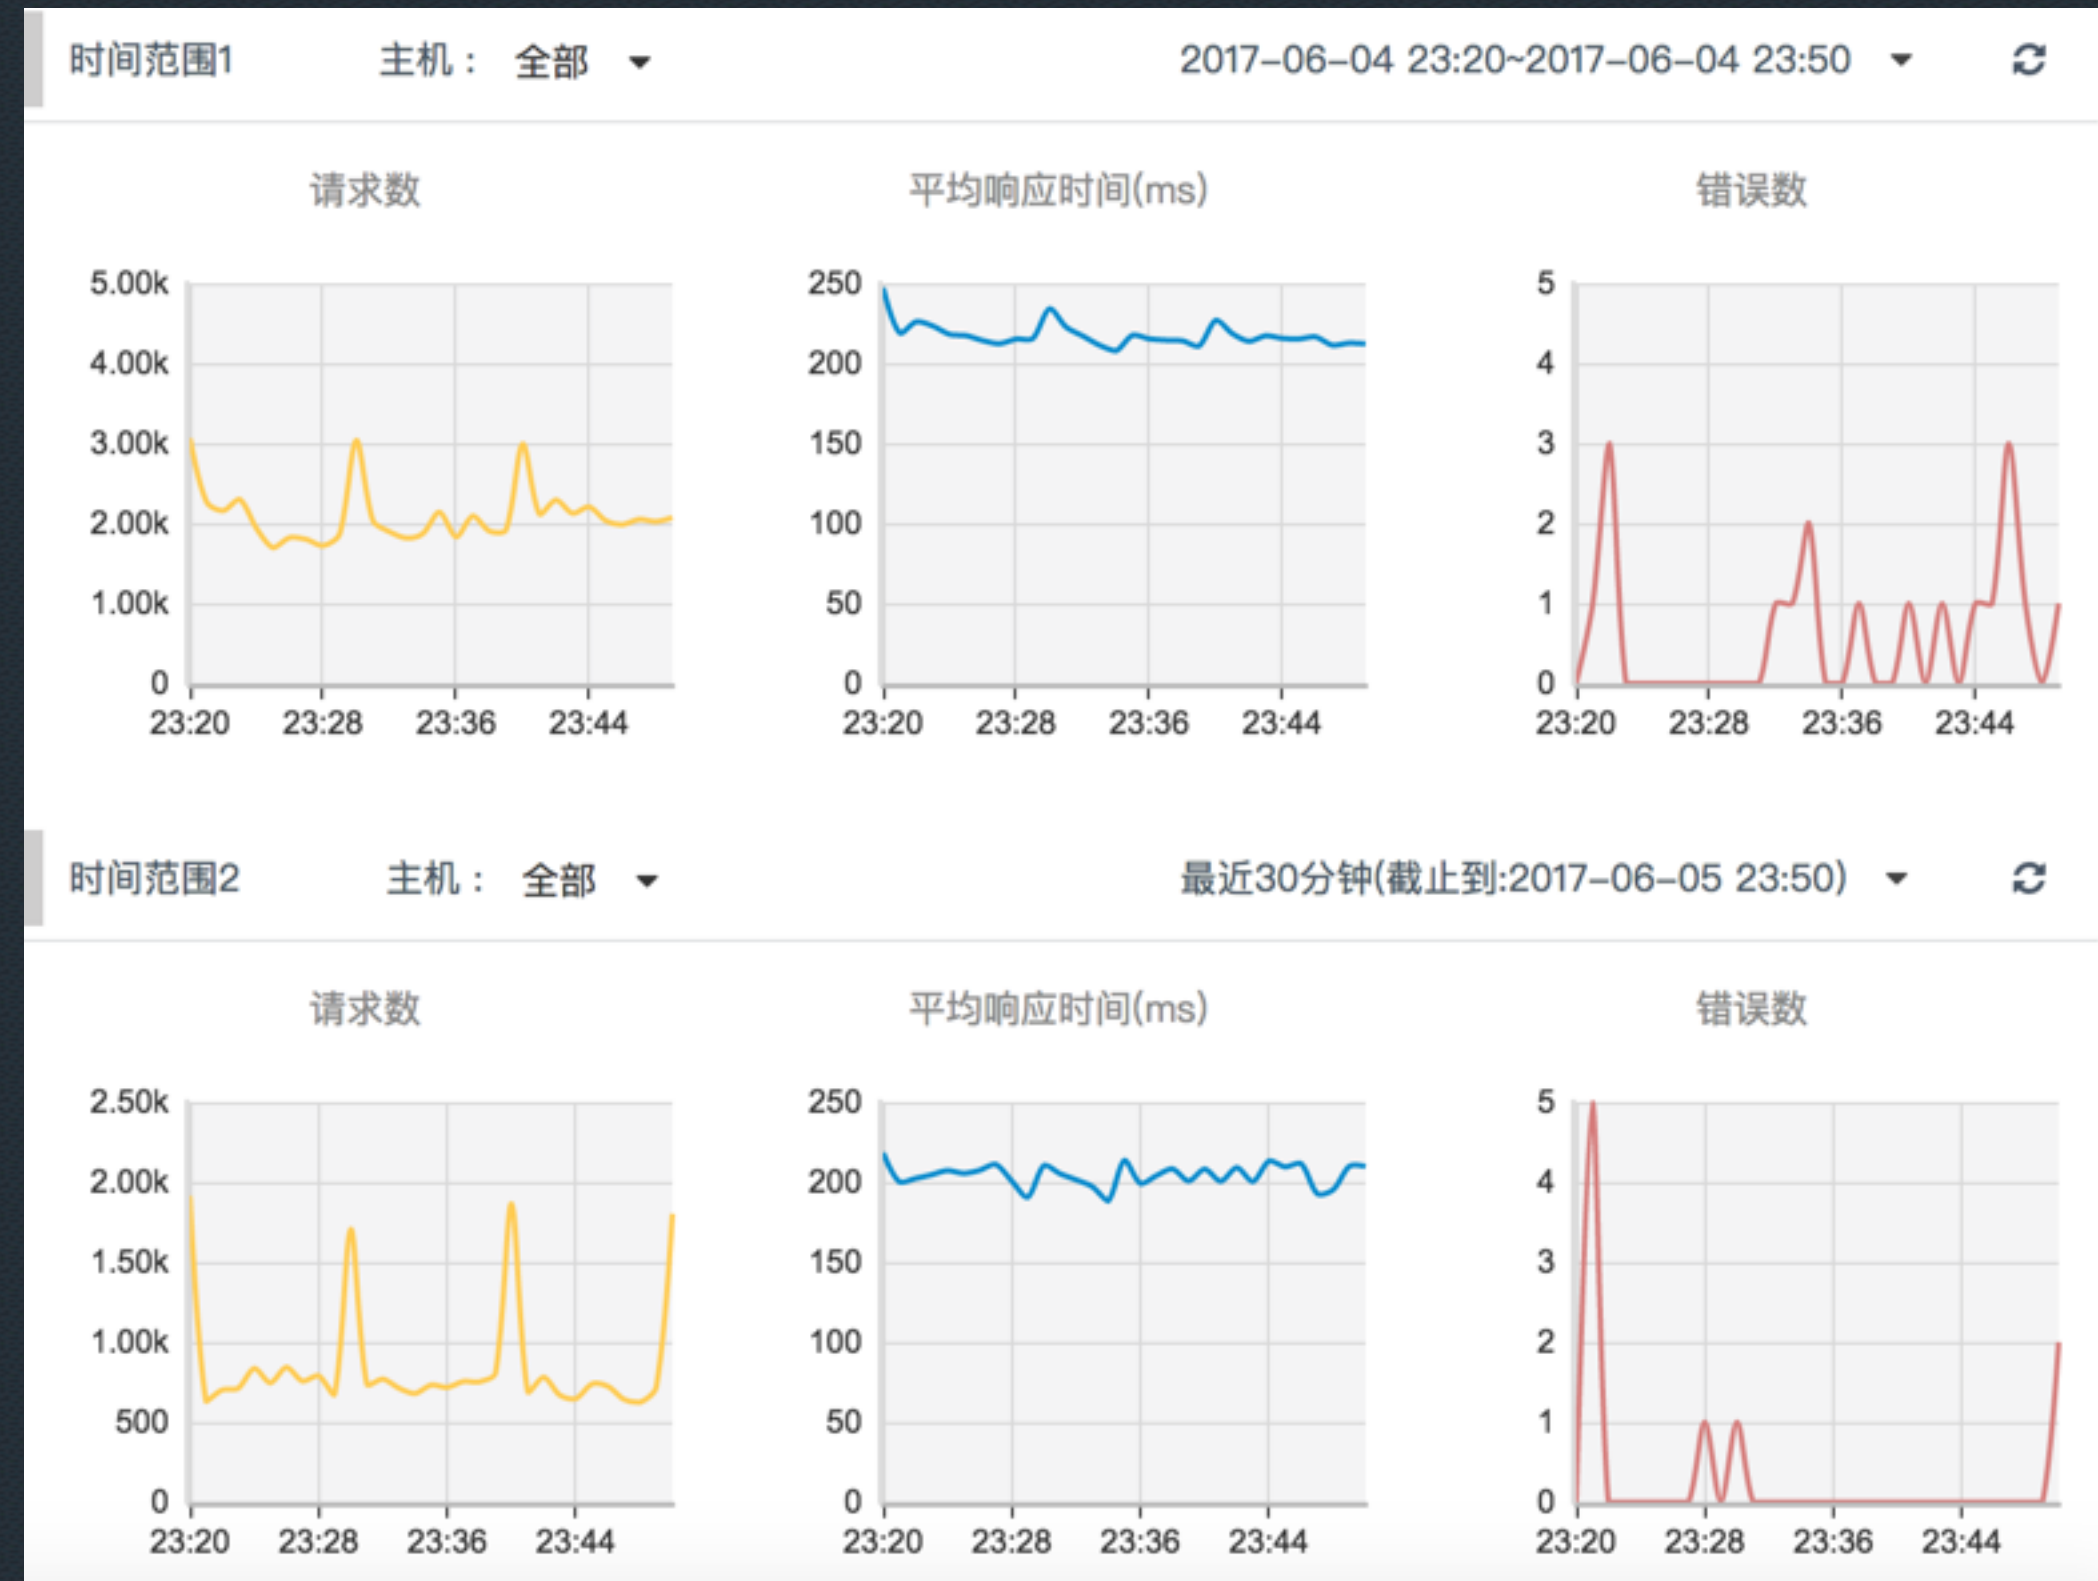 时间范围1 主机： 全部 2017-06-04 23:20~2017-06-04 23:50
请求数 平均响应时间(ms) 错误数
5.00k 250 5
4.00k 200 4
3.00k 150 3
2.00k 100 2
1.00k 50 1
0 0 0
23:20 23:28 23:36 23:44 23:20 23:28 23:36 23:44 23:20 23:28 23:36 23:44
时间范围2 主机： 全部 最近30分钟(截止到:2017-06-05 23:50)
请求数 平均响应时间(ms) 错误数
2.50k 250 5
2.00k 200 4
1.50k 150 3
1.00k 100 2
500 50 1
0 0 0
23:20 23:28 23:36 23:44 23:20 23:28 23:36 23:44 23:20 23:28 23:36 23:44